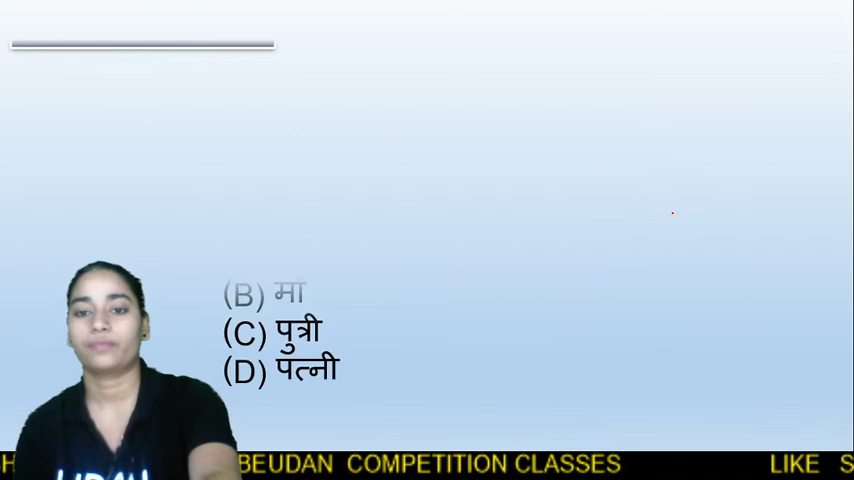 (B) मां
(C) पुत्री
(D) पत्नी
BEUDAN COMPETITION CLASSES LIKE S